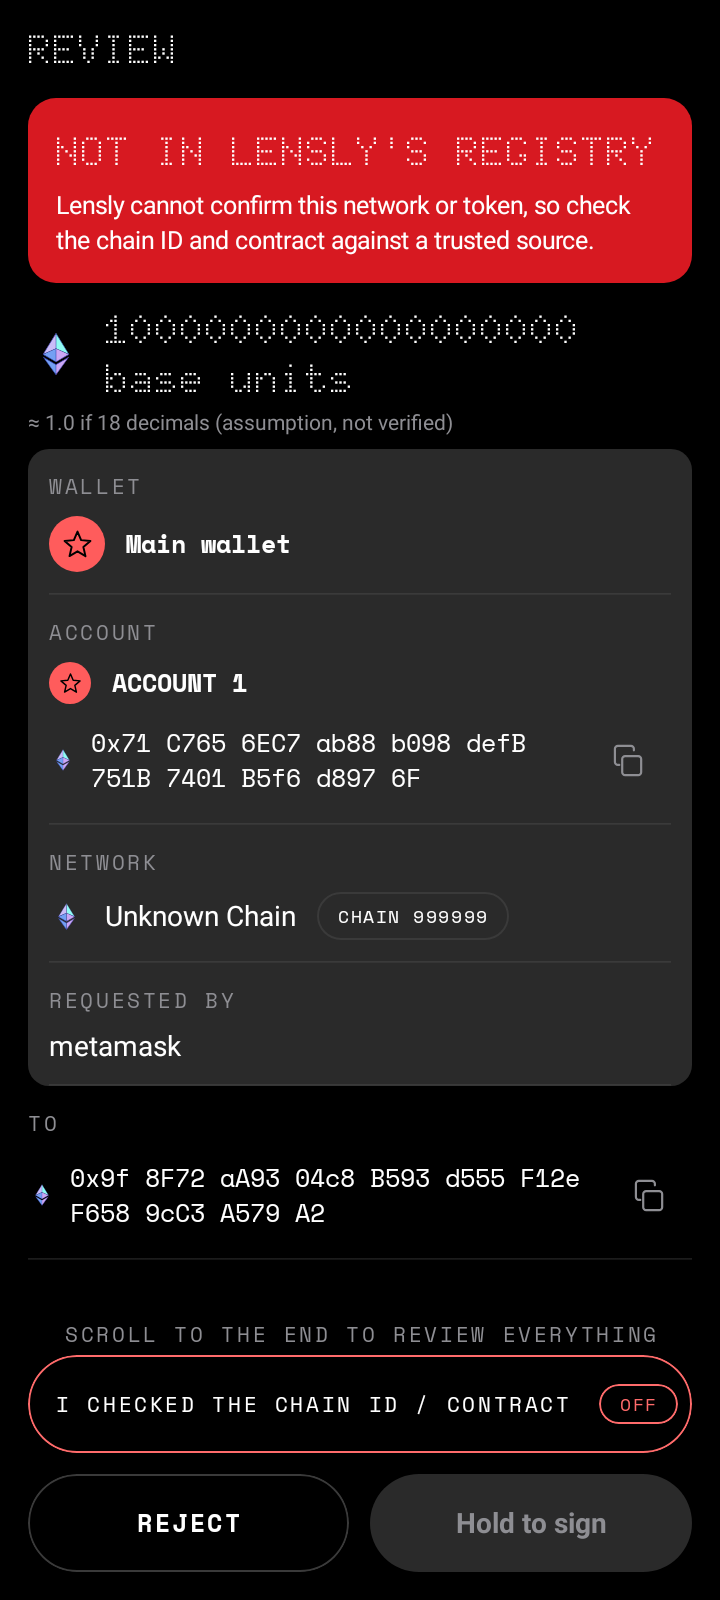 REVIEW
NOT IN LENSLY'S REGISTRY
Lensly cannot confirm this network or token, so check
the chain ID and contract against a trusted source.
1000000000000000000
base units
≈ 1.0 if 18 decimals (assumption, not verified)
WALLET
Main wallet
ACCOUNT
ACCOUNT 1
0x71 C765 6EC7 ab88 b098 defB
751B 7401 B5f6 d897 6F
NETWORK
Unknown Chain CHAIN 999999
REQUESTED BY
metamask
TO
0x9f 8F72 aA93 04c8 B593 d555 F12e
F658 9cC3 A579 A2
SCROLL TO THE END TO REVIEW EVERYTHING
I CHECKED THE CHAIN ID / CONTRACT OFF
REJECT Hold to sign